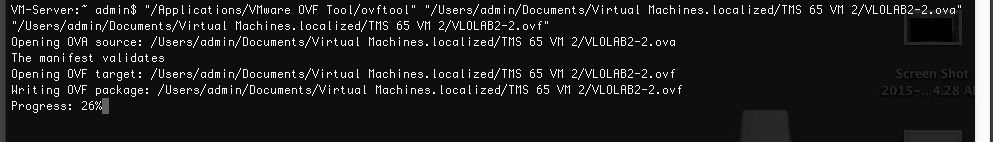 VM-Server:~ admin$ "/Applications/VMware OVF Tool/ovftool" "/Users/admin/Documents/Virtual Machines.localized/TMS 65 VM 2/VLOLAB2-2.ova"
"/Users/admin/Documents/Virtual Machines.localized/TMS 65 VM 2/VLOLAB2-2.ovf"
Opening OVA source: /Users/admin/Documents/Virtual Machines.localized/TMS 65 VM 2/VLOLAB2-2.ova
The manifest validates
Opening OVF target: /Users/admin/Documents/Virtual Machines.localized/TMS 65 VM 2/VLOLAB2-2.ovf
Writing OVF package: /Users/admin/Documents/Virtual Machines.localized/TMS 65 VM 2/VLOLAB2-2.ovf
Progress: 26%
Screen Shot
2015-...4.28 A